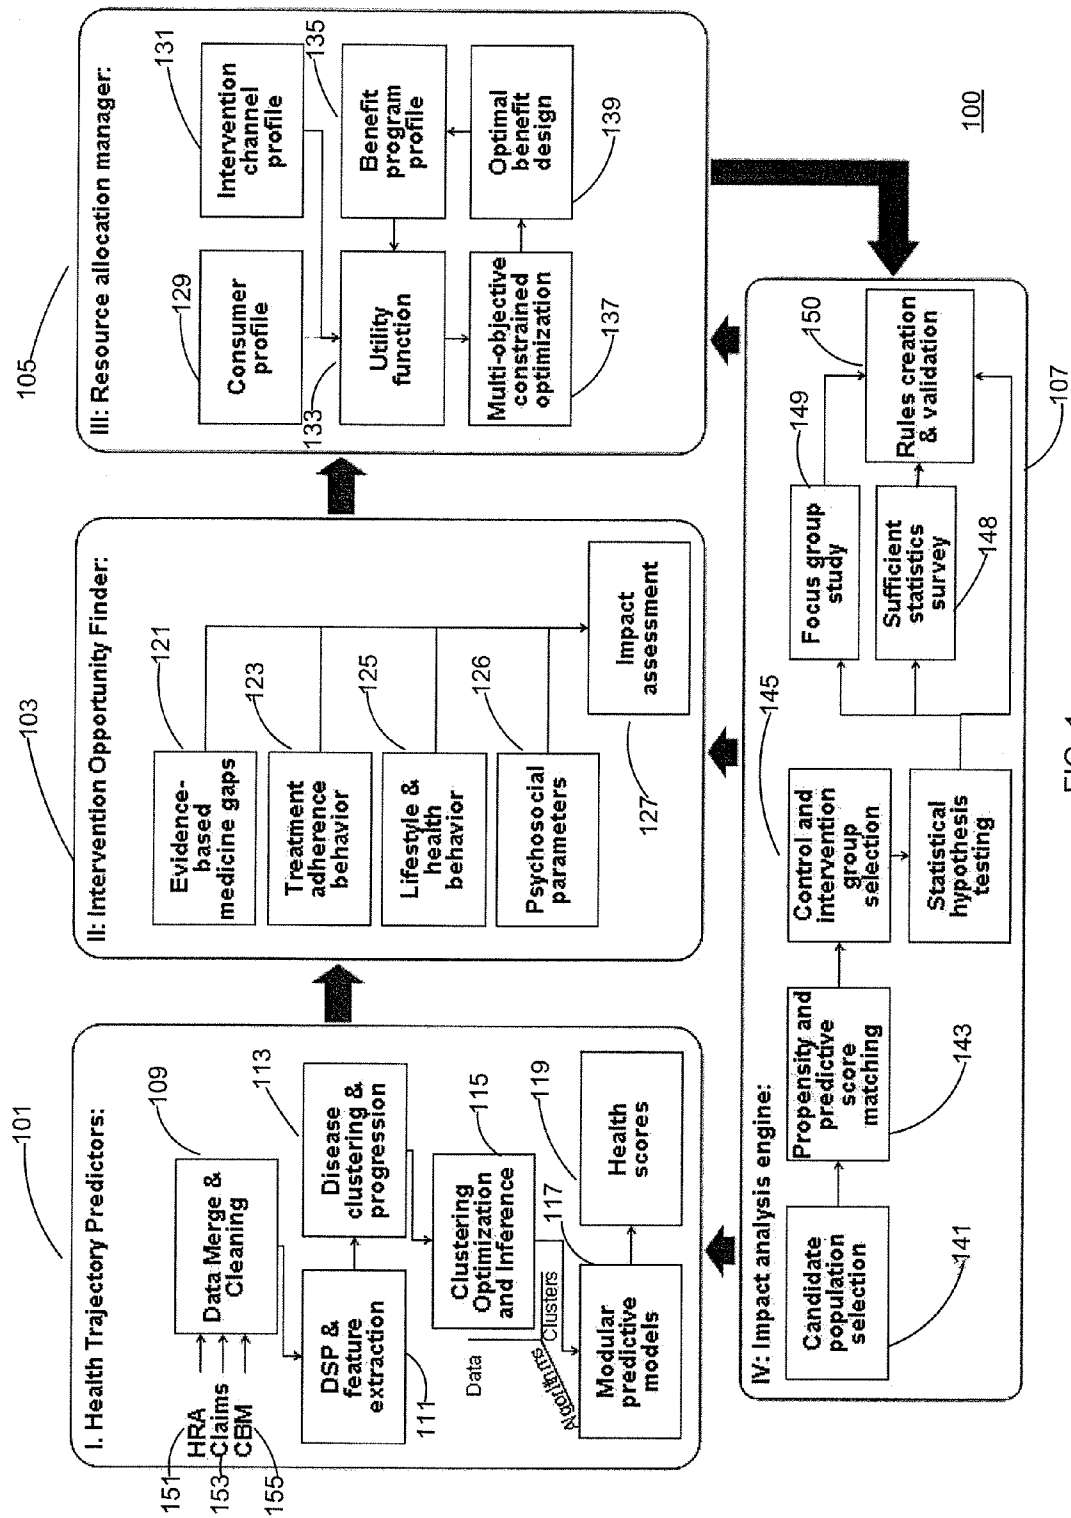 101
I. Health Trajectory Predictors:
151
HRA
153
Claims
155
CBM
109
Data Merge &
Cleaning
111
DSP &
feature
extraction
113
Disease
clustering &
progression
115
Clustering
Optimization
and Inference
Data
Algorithms
Clusters
117
Modular
predictive
models
119
Health
scores
103
II: Intervention Opportunity Finder:
121
Evidence-
based
medicine gaps
123
Treatment
adherence
behavior
125
Lifestyle &
health
behavior
126
Psychosocial
parameters
127
Impact
assessment
105
III: Resource allocation manager:
129
Consumer
profile
131
Intervention
channel
profile
133
Utility
function
135
Benefit
program
profile
137
Multi-objective
constrained
optimization
139
Optimal
benefit
design
100
IV: Impact analysis engine:
107
141
Candidate
population
selection
143
Propensity and
predictive
score
matching
145
Control and
intervention
group
selection
Statistical
hypothesis
testing
149
Focus group
study
148
Sufficient
statistics
survey
150
Rules creation
& validation